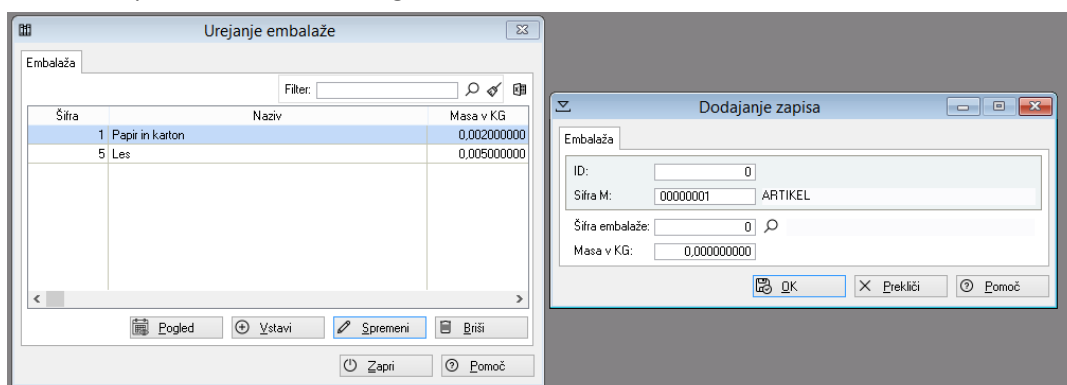 Urejanje embalaže
Embalaža
Filter:
Šifra Naziv Masa v KG
1 Papir in karton 0,002000000
5 Les 0,005000000
Pogled Vstavi Spremeni Briši
Zapri Pomoč
Dodajanje zapisa
Embalaža
ID: 0
Sifra M: 00000001 ARTIKEL
Šifra embalaže: 0
Masa v KG: 0,000000000
OK Prekliči Pomoč